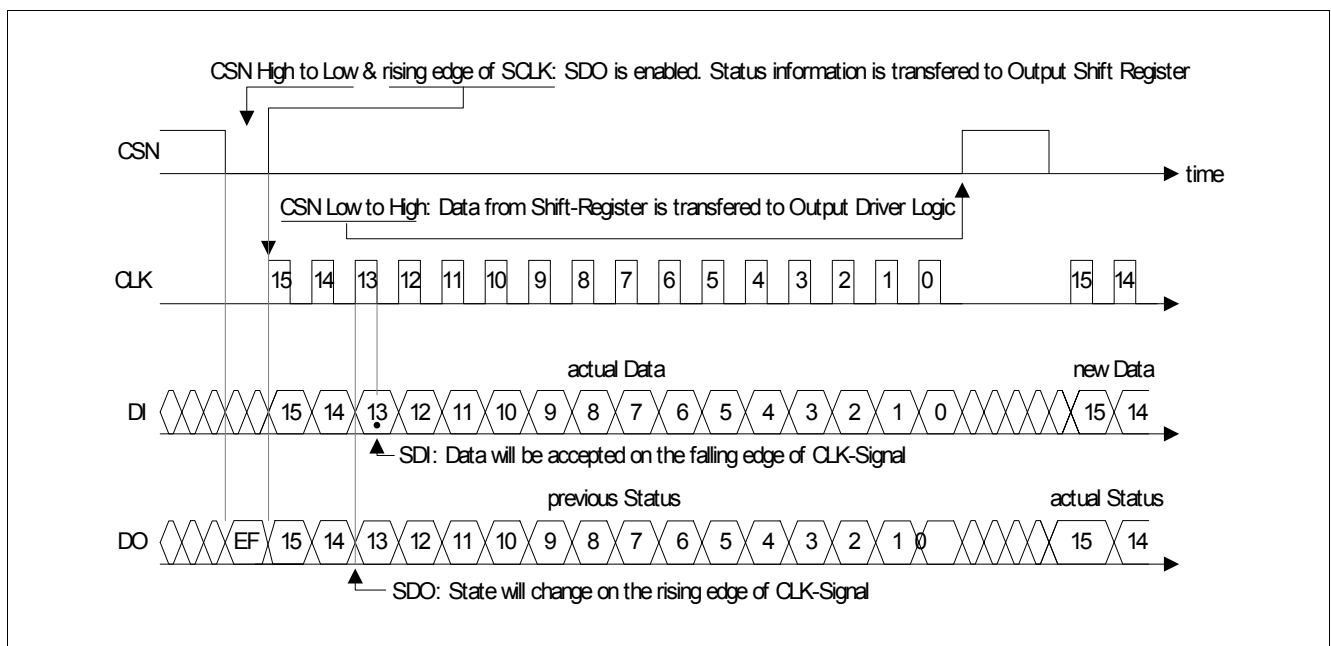 CSN High to Low & rising edge of SCLK: SDO is enabled. Status information is transfered to Output Shift Register
CSN
time
CSN Low to High: Data from Shift-Register is transfered to Output Driver Logic
CLK 15 14 13 12 11 10 9 8 7 6 5 4 3 2 1 0 15 14
actual Data new Data
DI 15 14 13 12 11 10 9 8 7 6 5 4 3 2 1 0 15 14
SDI: Data will be accepted on the falling edge of CLK-Signal
previous Status actual Status
DO EF 15 14 13 12 11 10 9 8 7 6 5 4 3 2 1 0 15 14
SDO: State will change on the rising edge of CLK-Signal